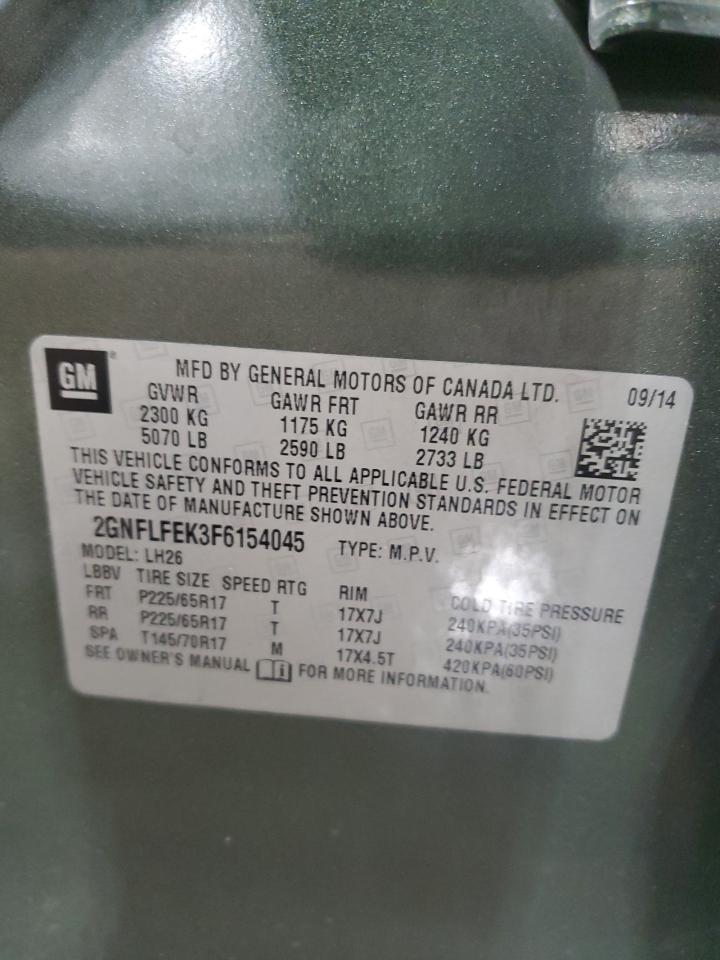 GM
MFD BY GENERAL MOTORS OF CANADA LTD. 09/14
GVWR GAWR FRT GAWR RR
2300 KG 1175 KG 1240 KG
5070 LB 2590 LB 2733 LB
THIS VEHICLE CONFORMS TO ALL APPLICABLE U.S. FEDERAL MOTOR
VEHICLE SAFETY AND THEFT PREVENTION STANDARDS IN EFFECT ON
THE DATE OF MANUFACTURE SHOWN ABOVE.
2GNFLFEK3F6154045 TYPE: M.P.V.
MODEL: LH26
LBBV TIRE SIZE SPEED RTG RIM COLD TIRE PRESSURE
FRT P225/65R17 T 17X7J 240KPA(35PSI)
RR P225/65R17 T 17X7J 240KPA(35PSI)
SPA T145/70R17 M 17X4.5T 420KPA(60PSI)
SEE OWNER'S MANUAL FOR MORE INFORMATION.